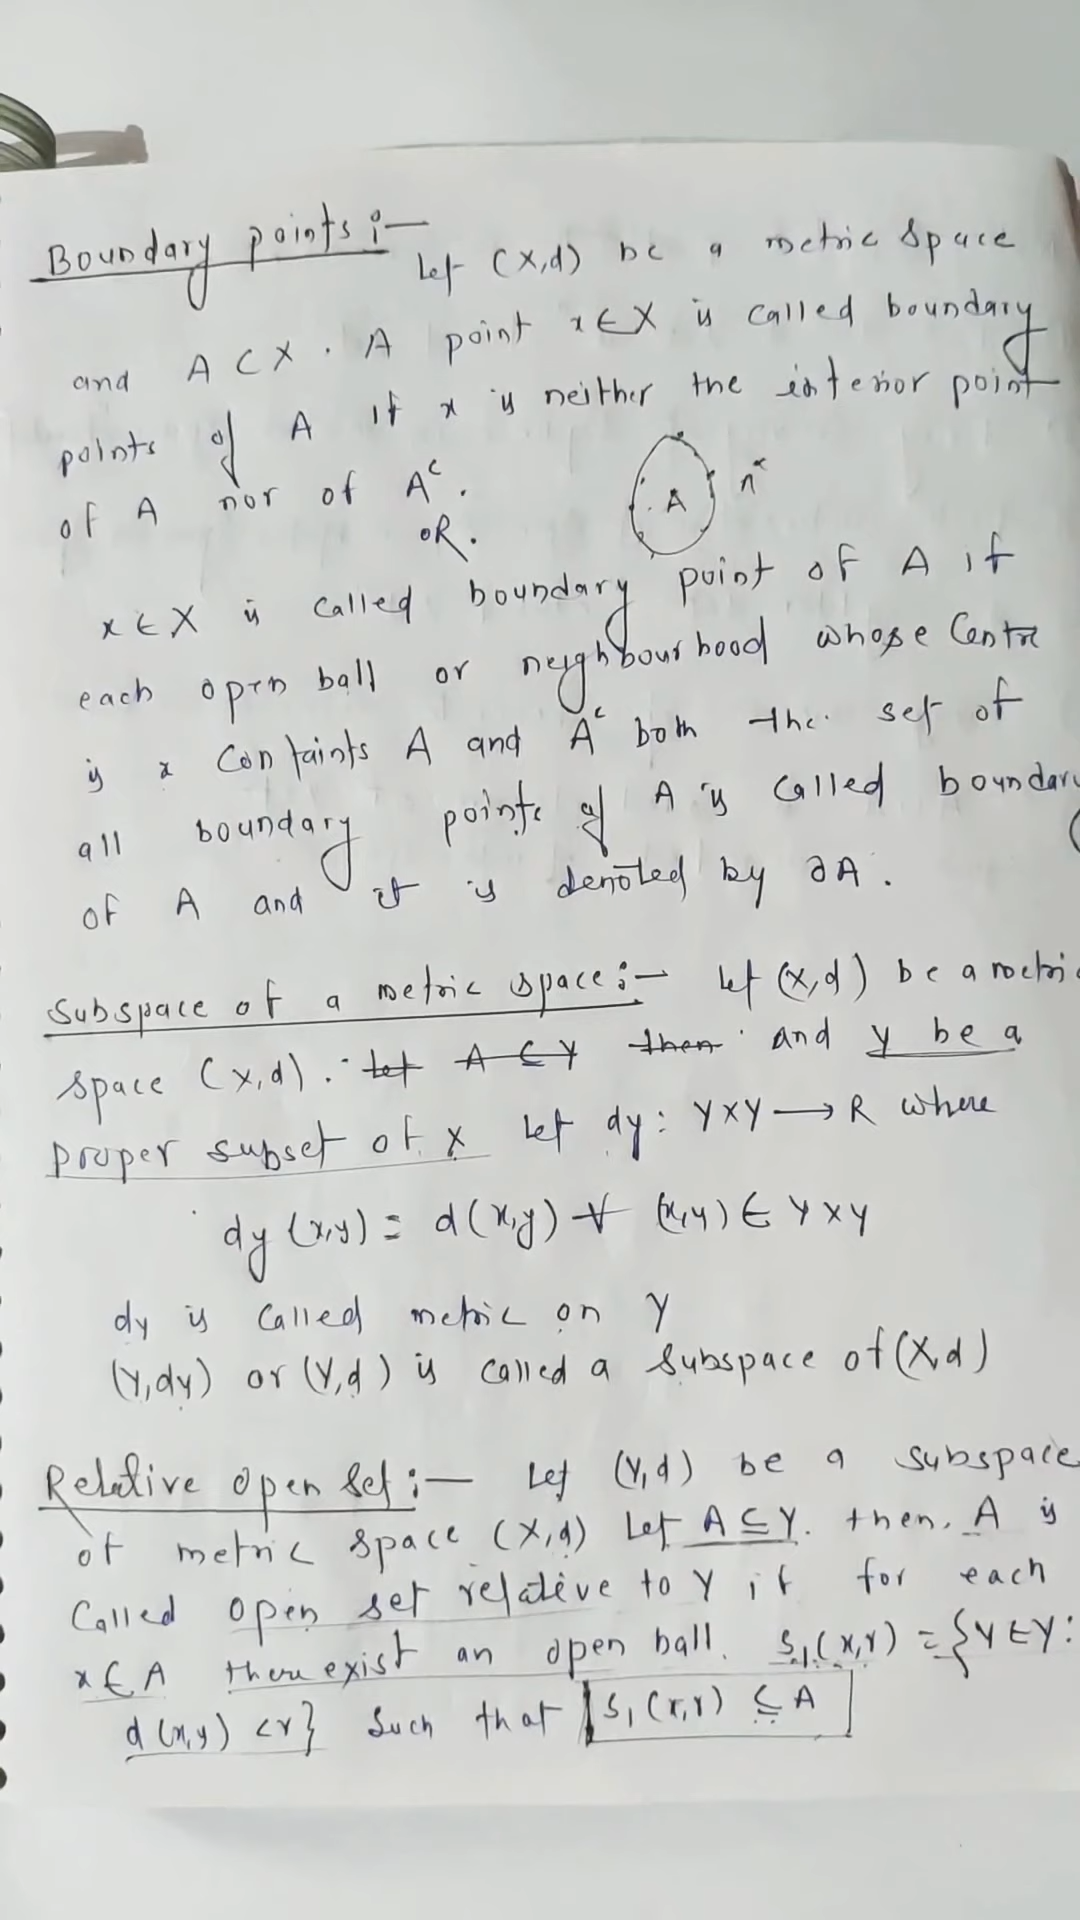 Boundary points :- Let (X,d) be a metric space
and A ⊂ X . A point x ∈ X is called boundary
points of A if x is neither the interior point
of A nor of Aᶜ.
A
OR.
x ∈ X is called boundary point of A if
each open ball or neighbourhood whose Centre
is x Containts A and Aᶜ both the set of
all boundary points of A is called boundary
of A and it is denoted by ∂A.
Subspace of a metric space :- Let (X,d) be a metric
space (X,d). Let A ⊆ Y then and Y be a
proper subset of X Let dy : Y×Y → R where
dy (x,y) = d(x,y) ∀ (x,y) ∈ Y×Y
dy is called metric on Y
(Y,dy) or (Y,d) is called a subspace of (X,d)
Relative open set :- Let (Y,d) be a subspace
of metric space (X,d) Let A ⊆ Y. then, A is
Called open set relative to Y if for each
x ∈ A there exist an open ball. S₁(x,r) = {y ∈ Y :
d(x,y) < r} Such that S₁(x,r) ⊆ A